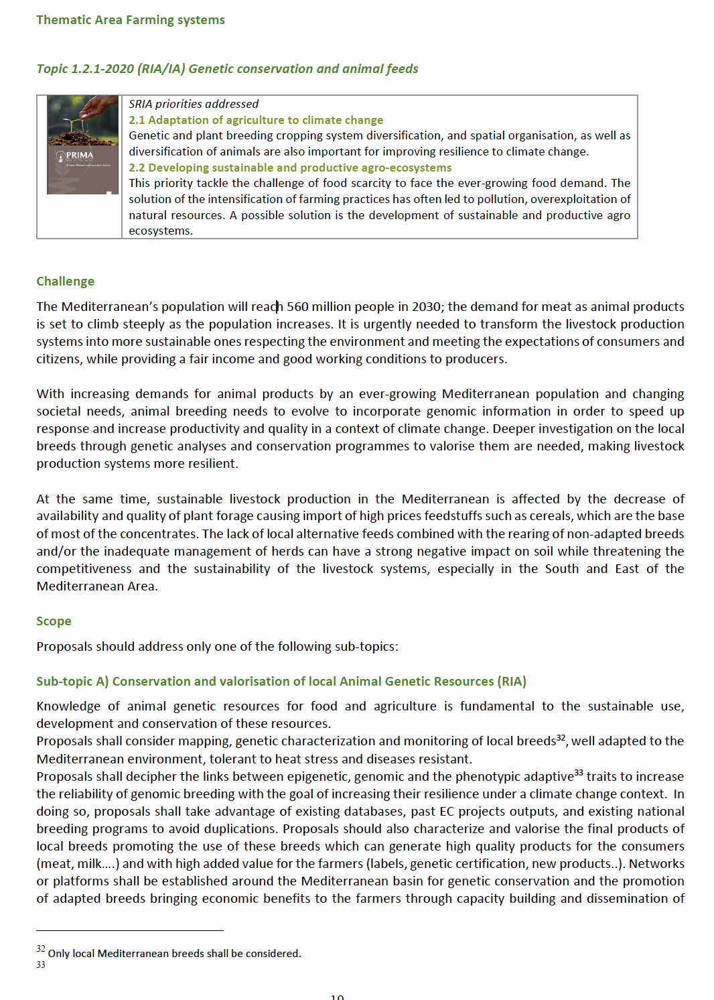 Thematic Area Farming systems
Topic 1.2.1-2020 (RIA/IA) Genetic conservation and animal feeds
PRIMA
SRIA priorities addressed
2.1 Adaptation of agriculture to climate change
Genetic and plant breeding cropping system diversification, and spatial organisation, as well as
diversification of animals are also important for improving resilience to climate change.
2.2 Developing sustainable and productive agro-ecosystems
This priority tackle the challenge of food scarcity to face the ever-growing food demand. The
solution of the intensification of farming practices has often led to pollution, overexploitation of
natural resources. A possible solution is the development of sustainable and productive agro
ecosystems.
Challenge
The Mediterranean's population will reach 560 million people in 2030; the demand for meat as animal products
is set to climb steeply as the population increases. It is urgently needed to transform the livestock production
systems into more sustainable ones respecting the environment and meeting the expectations of consumers and
citizens, while providing a fair income and good working conditions to producers.
With increasing demands for animal products by an ever-growing Mediterranean population and changing
societal needs, animal breeding needs to evolve to incorporate genomic information in order to speed up
response and increase productivity and quality in a context of climate change. Deeper investigation on the local
breeds through genetic analyses and conservation programmes to valorise them are needed, making livestock
production systems more resilient.
At the same time, sustainable livestock production in the Mediterranean is affected by the decrease of
availability and quality of plant forage causing import of high prices feedstuffs such as cereals, which are the base
of most of the concentrates. The lack of local alternative feeds combined with the rearing of non-adapted breeds
and/or the inadequate management of herds can have a strong negative impact on soil while threatening the
competitiveness and the sustainability of the livestock systems, especially in the South and East of the
Mediterranean Area.
Scope
Proposals should address only one of the following sub-topics:
Sub-topic A) Conservation and valorisation of local Animal Genetic Resources (RIA)
Knowledge of animal genetic resources for food and agriculture is fundamental to the sustainable use,
development and conservation of these resources.
Proposals shall consider mapping, genetic characterization and monitoring of local breeds³², well adapted to the
Mediterranean environment, tolerant to heat stress and diseases resistant.
Proposals shall decipher the links between epigenetic, genomic and the phenotypic adaptive³³ traits to increase
the reliability of genomic breeding with the goal of increasing their resilience under a climate change context. In
doing so, proposals shall take advantage of existing databases, past EC projects outputs, and existing national
breeding programs to avoid duplications. Proposals should also characterize and valorise the final products of
local breeds promoting the use of these breeds which can generate high quality products for the consumers
(meat, milk….) and with high added value for the farmers (labels, genetic certification, new products..). Networks
or platforms shall be established around the Mediterranean basin for genetic conservation and the promotion
of adapted breeds bringing economic benefits to the farmers through capacity building and dissemination of
³² Only local Mediterranean breeds shall be considered.
³³